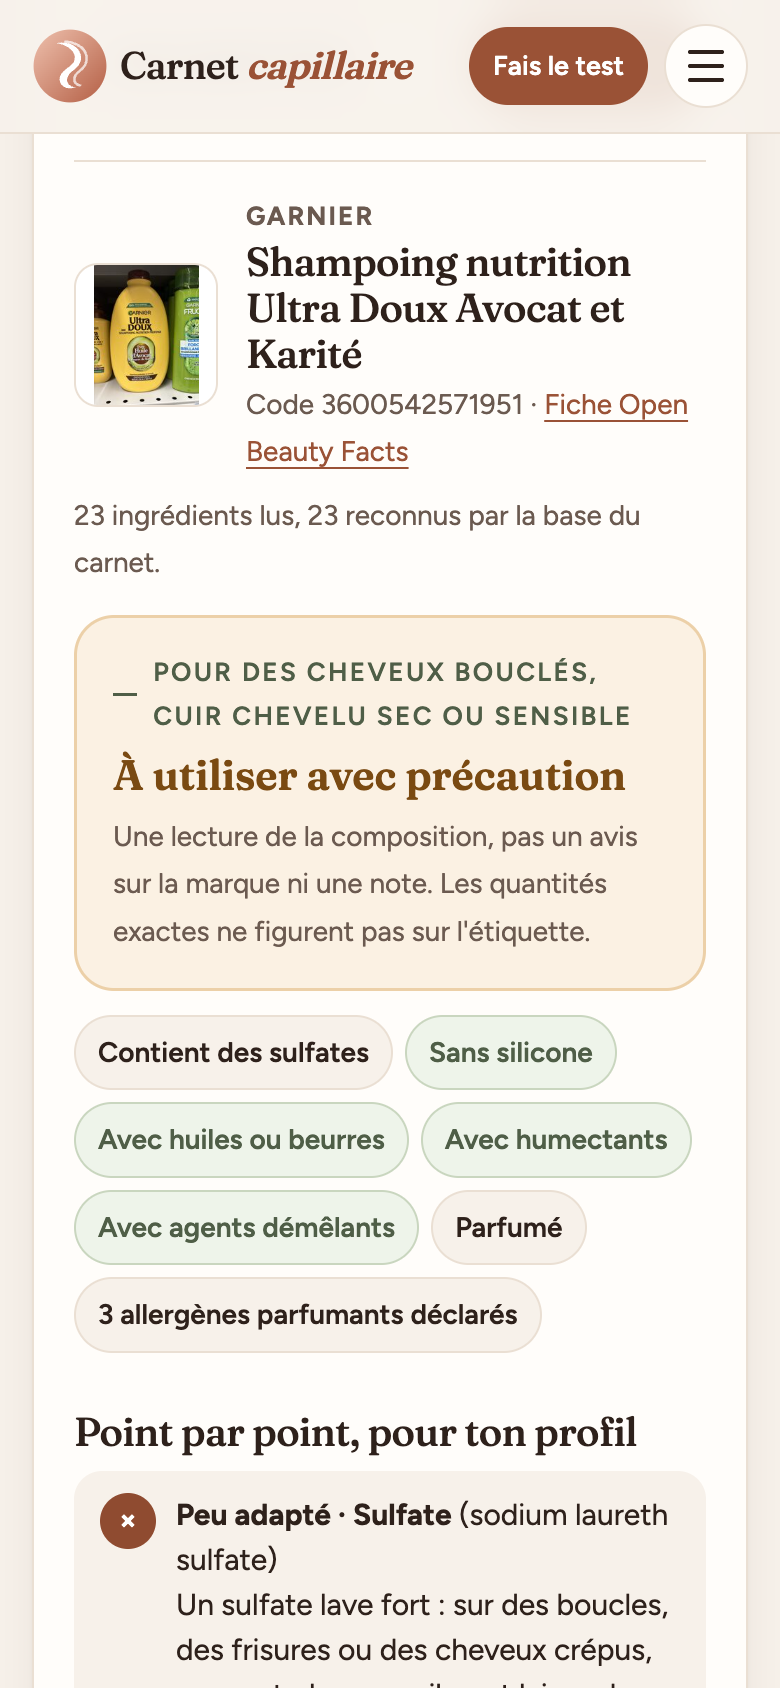 Carnet capillaire
Fais le test
GARNIER
Shampoing nutrition
Ultra Doux Avocat et
Karité
Code 3600542571951 · Fiche Open
Beauty Facts
GARNIER
Ultra
DOUX
23 ingrédients lus, 23 reconnus par la base du
carnet.
POUR DES CHEVEUX BOUCLÉS,
CUIR CHEVELU SEC OU SENSIBLE
À utiliser avec précaution
Une lecture de la composition, pas un avis
sur la marque ni une note. Les quantités
exactes ne figurent pas sur l'étiquette.
Contient des sulfates
Sans silicone
Avec huiles ou beurres
Avec humectants
Avec agents démêlants
Parfumé
3 allergènes parfumants déclarés
Point par point, pour ton profil
Peu adapté · Sulfate (sodium laureth
sulfate)
Un sulfate lave fort : sur des boucles,
des frisures ou des cheveux crépus,